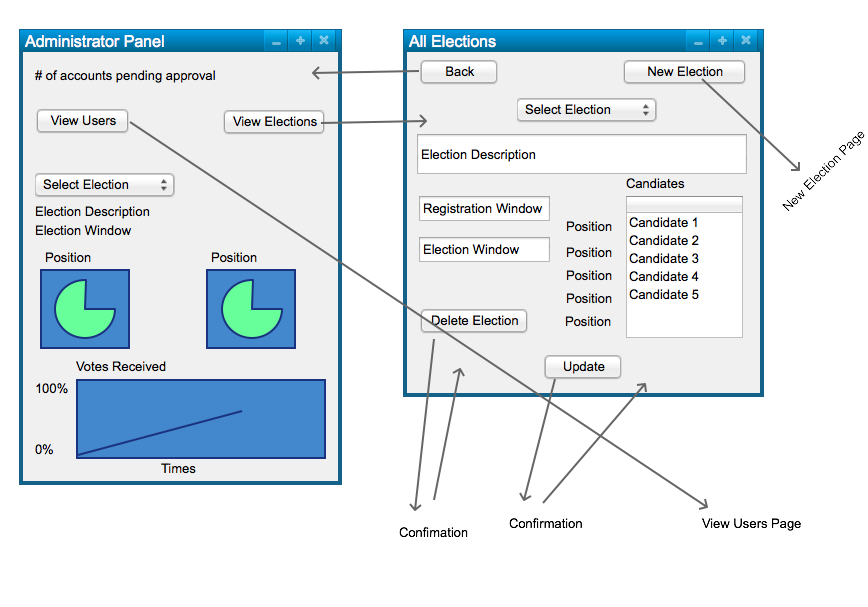 Administrator Panel
# of accounts pending approval
View Users
View Elections
Select Election
Election Description
Election Window
Position
Position
Votes Received
100%
0%
Times
All Elections
Back
New Election
Select Election
Election Description
Candiates
Registration Window
Election Window
Position
Position
Position
Position
Position
Candidate 1
Candidate 2
Candidate 3
Candidate 4
Candidate 5
Delete Election
Update
New Election Page
Confimation
Confirmation
View Users Page